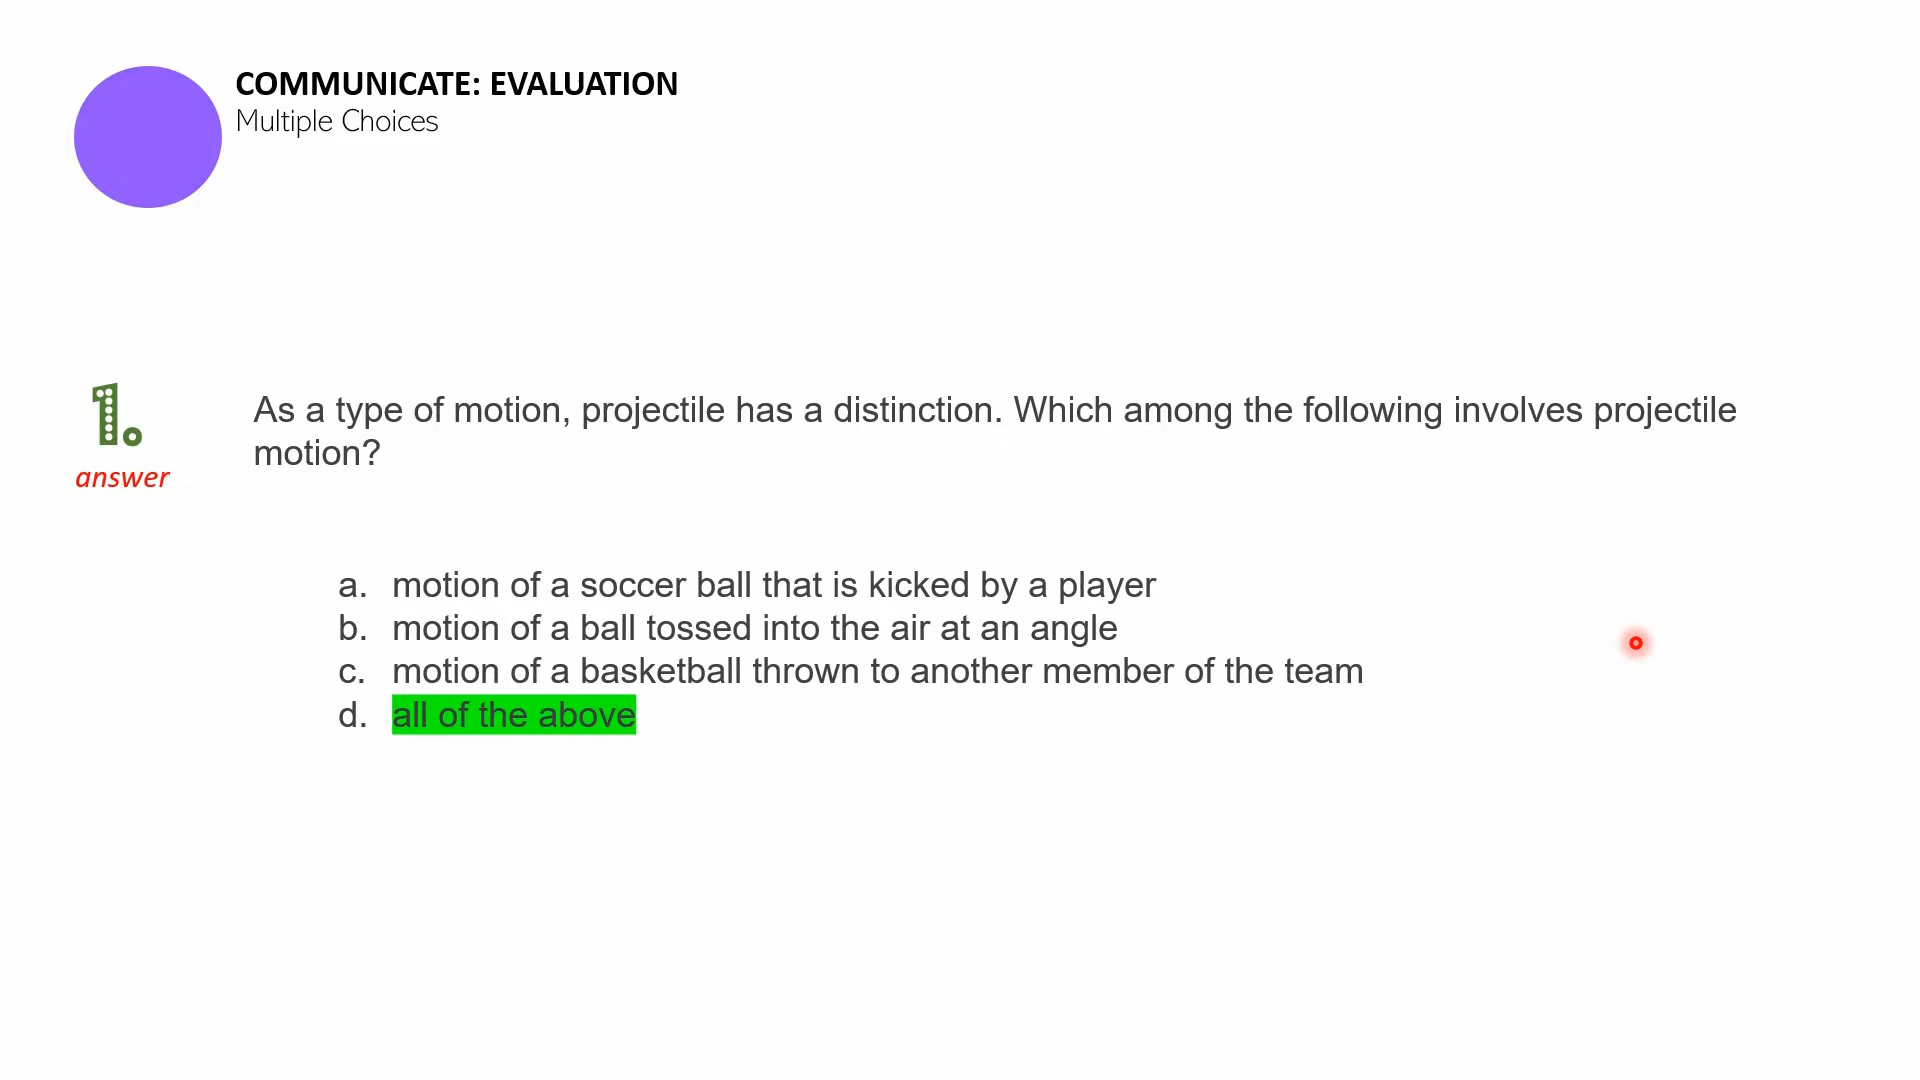 COMMUNICATE: EVALUATION
Multiple Choices
1.
answer
As a type of motion, projectile has a distinction. Which among the following involves projectile
motion?
a. motion of a soccer ball that is kicked by a player
b. motion of a ball tossed into the air at an angle
c. motion of a basketball thrown to another member of the team
d. all of the above